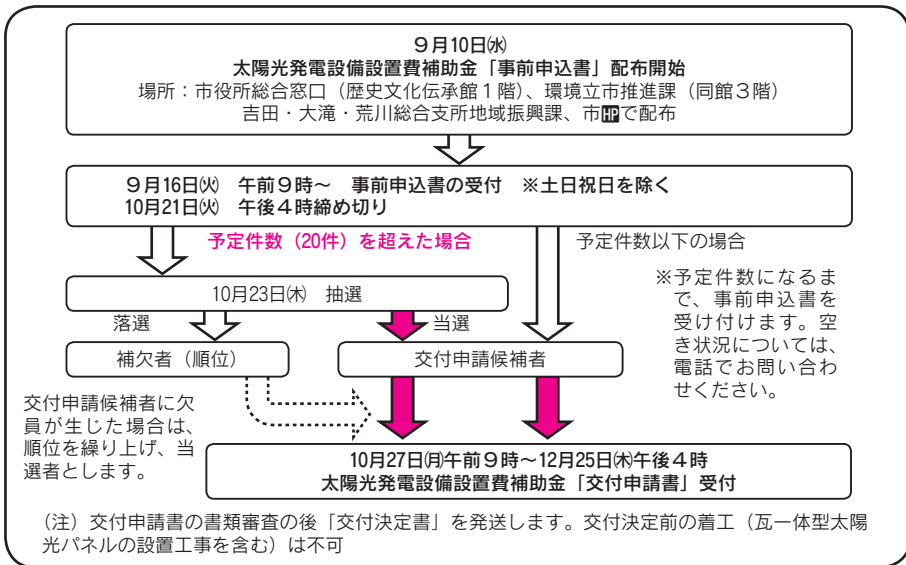 9月10日㈬
太陽光発電設備設置費補助金「事前申込書」配布開始
場所：市役所総合窓口（歴史文化伝承館１階）、環境立市推進課（同館３階）
吉田・大滝・荒川総合支所地域振興課、市HPで配布
９月16日㈫　午前９時～　事前申込書の受付　※土日祝日を除く
10月21日㈫　午後４時締め切り
予定件数（20件）を超えた場合
予定件数以下の場合
10月23日㈭　抽選
落選
当選
補欠者（順位）
交付申請候補者
※予定件数になるま
で、事前申込書を
受け付けます。空
き状況については、
電話でお問い合わ
せください。
交付申請候補者に欠
員が生じた場合は、
順位を繰り上げ、当
選者とします。
10月27日㈪午前９時～12月25日㈭午後４時
太陽光発電設備設置費補助金「交付申請書」受付
（注）交付申請書の書類審査の後「交付決定書」を発送します。交付決定前の着工（瓦一体型太陽
光パネルの設置工事を含む）は不可